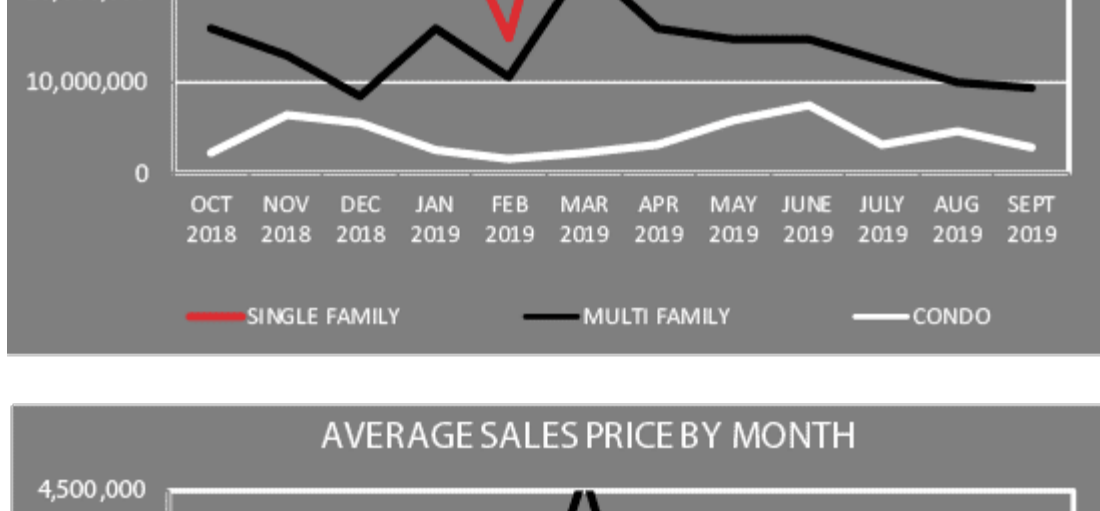 10,000,000
0
OCT NOV DEC JAN FEB MAR APR MAY JUNE JULY AUG SEPT
2018 2018 2018 2019 2019 2019 2019 2019 2019 2019 2019 2019
SINGLE FAMILY MULTI FAMILY CONDO
AVERAGE SALES PRICE BY MONTH
4,500,000